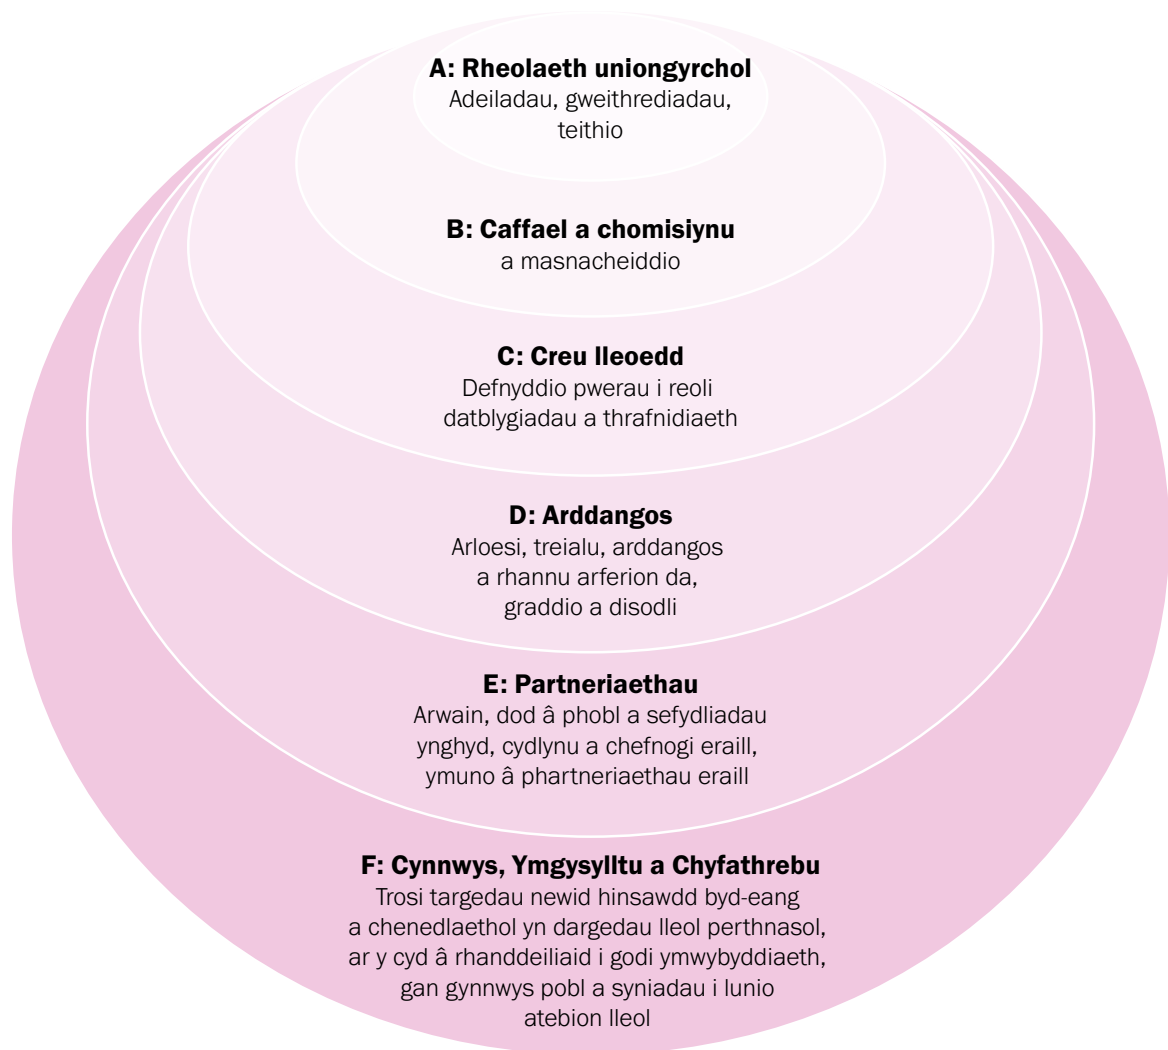 A: Rheolaeth uniongyrchol
Adeiladau, gweithrediadau,
teithio
B: Caffael a chomisiynu
a masnacheiddio
C: Creu lleoedd
Defnyddio pwerau i reoli
datblygiadau a thrafnidiaeth
D: Arddangos
Arloesi, treialu, arddangos
a rhannu arferion da,
graddio a disodli
E: Partneriaethau
Arwain, dod â phobl a sefydliadau
ynghyd, cydlynu a chefnogi eraill,
ymuno â phartneriaethau eraill
F: Cynnwys, Ymgysylltu a Chyfathrebu
Trosi targedau newid hinsawdd byd-eang
a chenedlaethol yn dargedau lleol perthnasol,
ar y cyd â rhanddeiliaid i godi ymwybyddiaeth,
gan gynnwys pobl a syniadau i lunio
atebion lleol